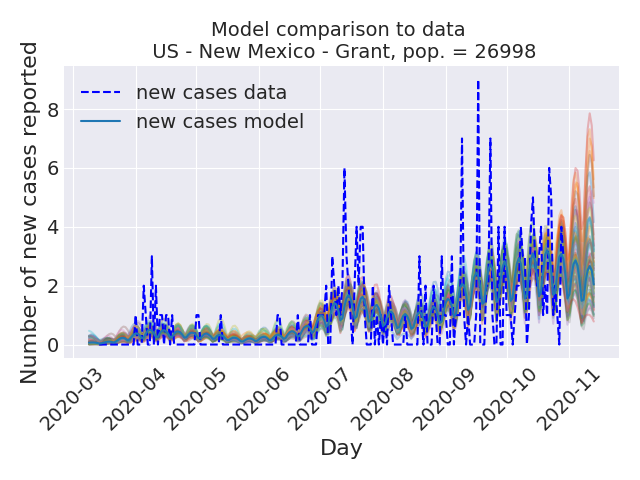 Model comparison to data
US - New Mexico - Grant, pop. = 26998
Number of new cases reported
new cases data
new cases model
8
6
4
2
0
2020-03
2020-04
2020-05
2020-06
2020-07
2020-08
2020-09
2020-10
2020-11
Day